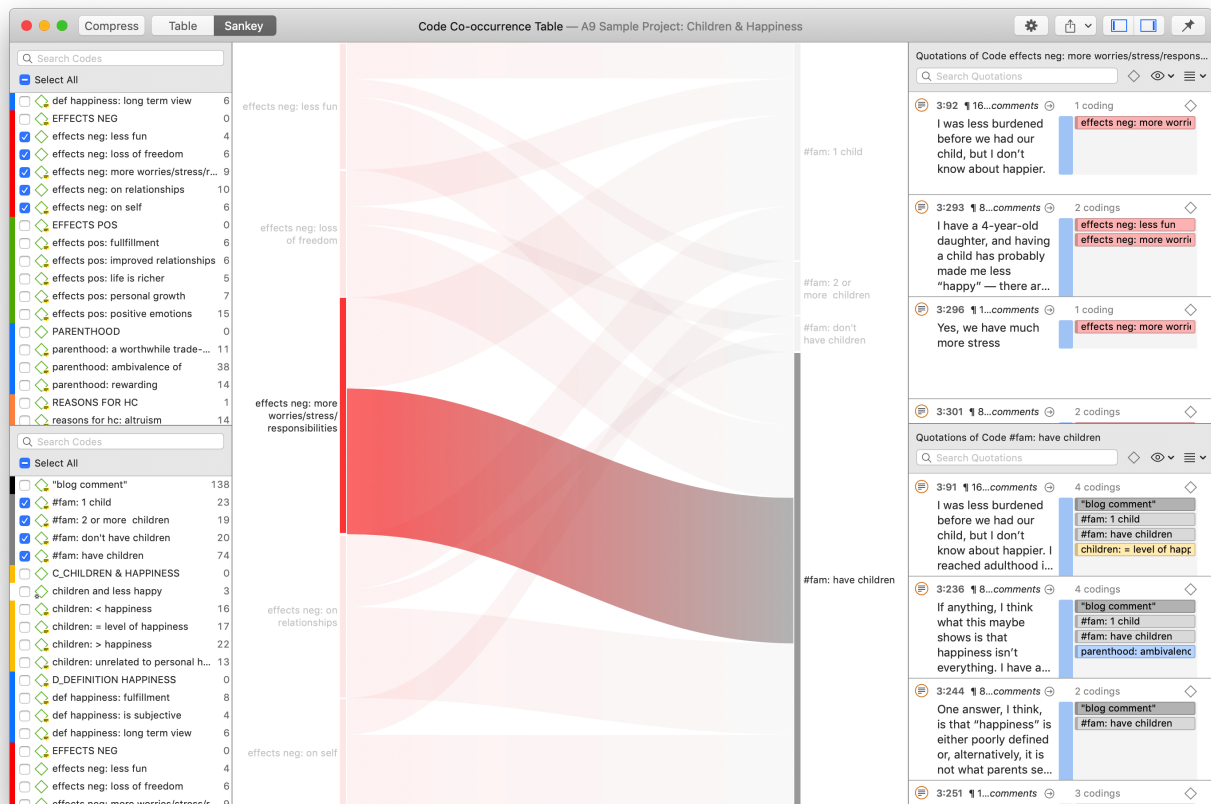 Compress
Table
Sankey
Code Co-occurrence Table — A9 Sample Project: Children & Happiness
Search Codes
Select All
def happiness: long term view 6
EFFECTS NEG 0
effects neg: less fun 4
effects neg: loss of freedom 6
effects neg: more worries/stress/r... 9
effects neg: on relationships 10
effects neg: on self 6
EFFECTS POS 0
effects pos: fullfillment 6
effects pos: improved relationships 6
effects pos: life is richer 5
effects pos: personal growth 7
effects pos: positive emotions 15
PARENTHOOD 0
parenthood: a worthwhile trade-... 11
parenthood: ambivalence of 38
parenthood: rewarding 14
REASONS FOR HC 1
reasons for hc: altruism 14
Search Codes
Select All
"blog comment" 138
#fam: 1 child 23
#fam: 2 or more children 19
#fam: don't have children 20
#fam: have children 74
C_CHILDREN & HAPPINESS 0
children and less happy 3
children: < happiness 16
children: = level of happiness 17
children: > happiness 22
children: unrelated to personal h... 13
D_DEFINITION HAPPINESS 0
def happiness: fulfillment 8
def happiness: is subjective 4
def happiness: long term view 6
EFFECTS NEG 0
effects neg: less fun 4
effects neg: loss of freedom 6
effects neg: more worries/stress/r... 9
effects neg: less fun
effects neg: loss
of freedom
effects neg: more
worries/stress/
responsibilities
effects neg: on
relationships
effects neg: on self
#fam: 1 child
#fam: 2 or
more children
#fam: don't
have children
#fam: have children
Quotations of Code effects neg: more worries/stress/respons...
Search Quotations
3:92 ¶ 16...comments 1 coding
I was less burdened
before we had our
child, but I don't
know about happier.
effects neg: more worri
3:293 ¶ 8...comments 2 codings
I have a 4-year-old
daughter, and having
a child has probably
made me less
“happy” — there ar...
effects neg: less fun
effects neg: more worri
3:296 ¶ 1...comments 1 coding
Yes, we have much
more stress
effects neg: more worri
3:301 ¶ 8...comments 2 codings
Quotations of Code #fam: have children
Search Quotations
3:91 ¶ 16...comments 4 codings
I was less burdened
before we had our
child, but I don't
know about happier. I
reached adulthood i...
"blog comment"
#fam: 1 child
#fam: have children
children: = level of happ
3:236 ¶ 8...comments 4 codings
If anything, I think
what this maybe
shows is that
happiness isn't
everything. I have a...
"blog comment"
#fam: 1 child
#fam: have children
parenthood: ambivalenc
3:244 ¶ 8...comments 2 codings
One answer, I think,
is that “happiness” is
either poorly defined
or, alternatively, it is
not what parents se...
"blog comment"
#fam: have children
3:251 ¶ 1...comments 3 codings